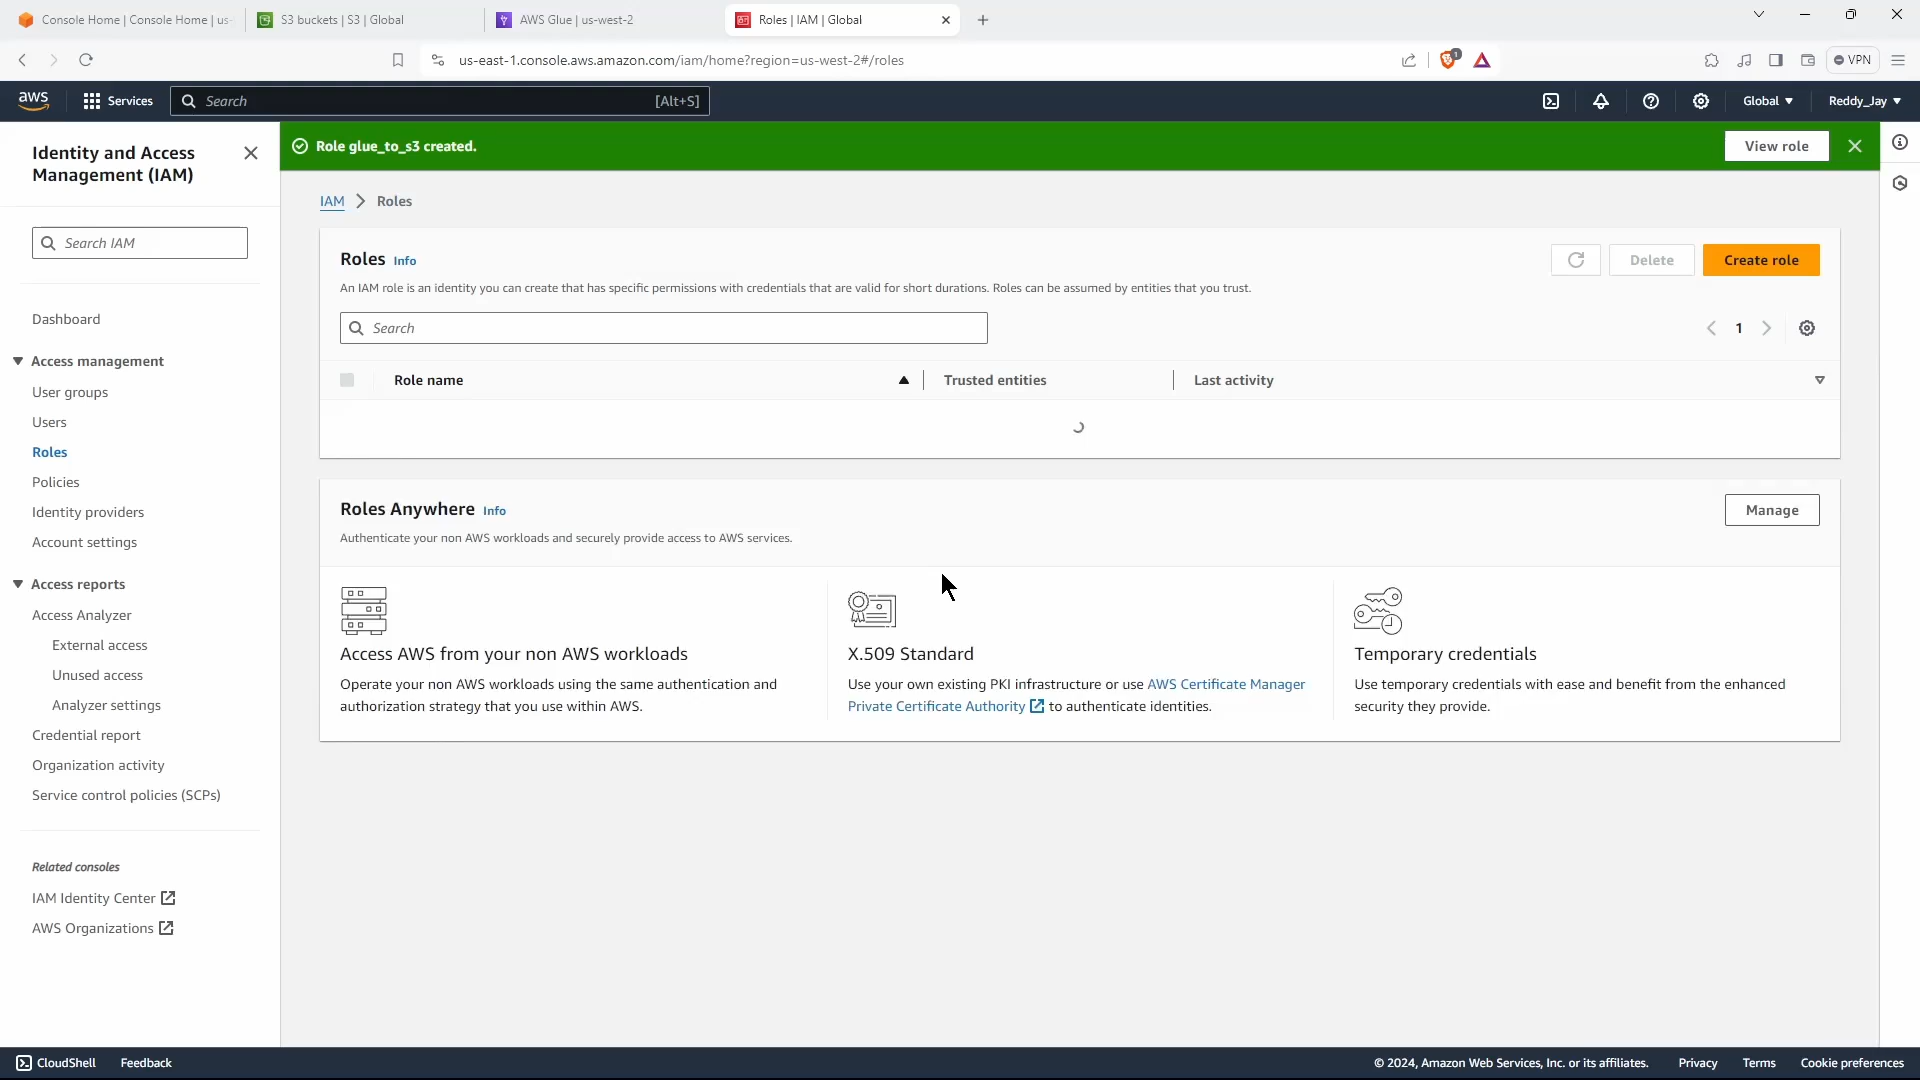 Console Home | Console Home | us-
S3 buckets | S3 | Global
AWS Glue | us-west-2
Roles | IAM | Global
us-east-1.console.aws.amazon.com/iam/home?region=us-west-2#/roles
1
VPN
aws
Services
Search
[Alt+S]
Global
Reddy_Jay
Identity and Access
Management (IAM)
Search IAM
Dashboard
Access management
User groups
Users
Roles
Policies
Identity providers
Account settings
Access reports
Access Analyzer
External access
Unused access
Analyzer settings
Credential report
Organization activity
Service control policies (SCPs)
Related consoles
IAM Identity Center
AWS Organizations
Role glue_to_s3 created.
View role
IAM
Roles
Roles Info
Delete
Create role
An IAM role is an identity you can create that has specific permissions with credentials that are valid for short durations. Roles can be assumed by entities that you trust.
Search
1
Role name
Trusted entities
Last activity
Roles Anywhere Info
Manage
Authenticate your non AWS workloads and securely provide access to AWS services.
Access AWS from your non AWS workloads
Operate your non AWS workloads using the same authentication and
authorization strategy that you use within AWS.
X.509 Standard
Use your own existing PKI infrastructure or use AWS Certificate Manager
Private Certificate Authority to authenticate identities.
Temporary credentials
Use temporary credentials with ease and benefit from the enhanced
security they provide.
CloudShell
Feedback
© 2024, Amazon Web Services, Inc. or its affiliates.
Privacy
Terms
Cookie preferences